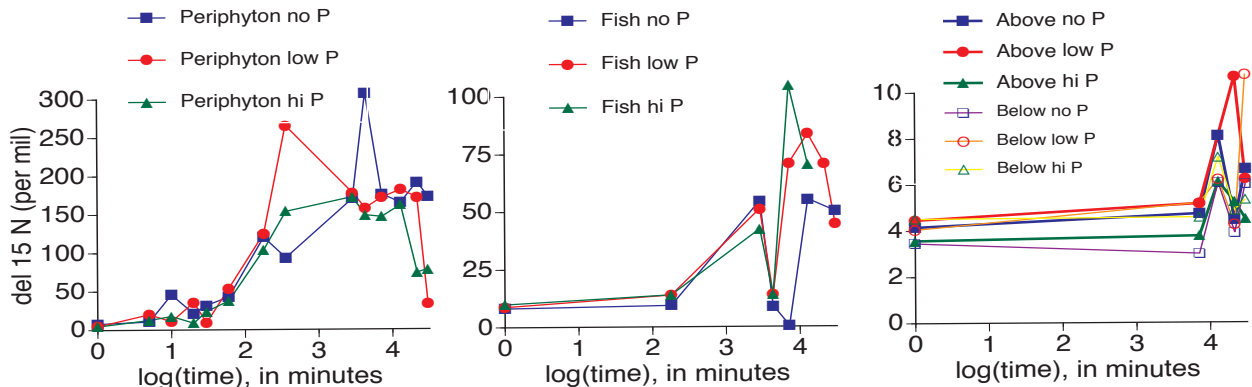 Periphyton no P
Periphyton low P
Periphyton hi P
del 15 N (per mil)
300
250
200
150
100
50
0
0 1 2 3 4
log(time), in minutes
Fish no P
Fish low P
Fish hi P
100
75
50
25
0
0 1 2 3 4
log(time), in minutes
Above no P
Above low P
Above hi P
Below no P
Below low P
Below hi P
10
8
6
4
2
0
0 1 2 3 4
log(time), in minutes